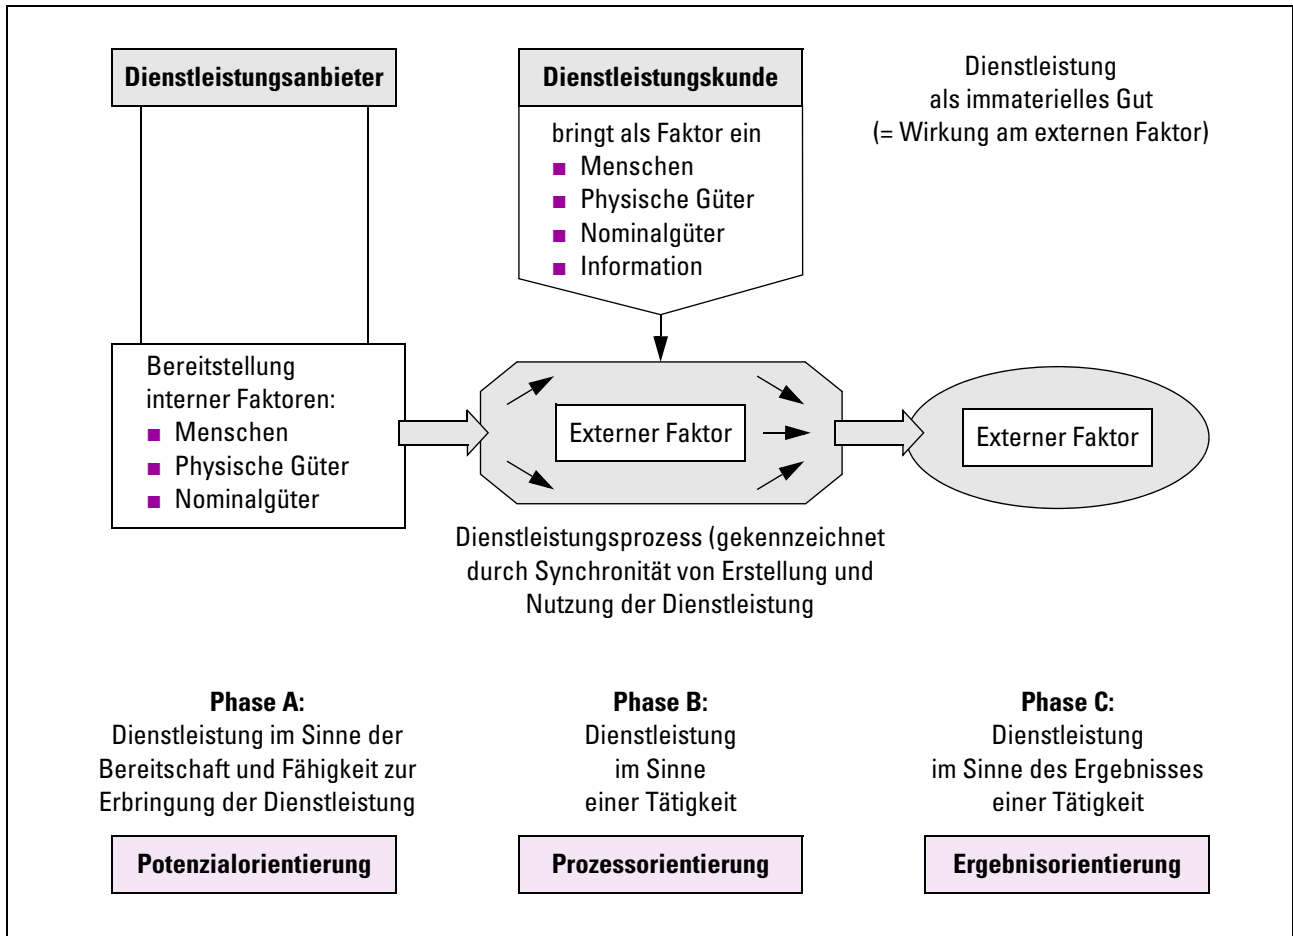 Dienstleistungsanbieter
Dienstleistungskunde
bringt als Faktor ein
■ Menschen
■ Physische Güter
■ Nominalgüter
■ Information
Dienstleistung
als immaterielles Gut
(= Wirkung am externen Faktor)
Bereitstellung
interner Faktoren:
■ Menschen
■ Physische Güter
■ Nominalgüter
Externer Faktor
Externer Faktor
Dienstleistungsprozess (gekennzeichnet
durch Synchronität von Erstellung und
Nutzung der Dienstleistung
Phase A:
Dienstleistung im Sinne der
Bereitschaft und Fähigkeit zur
Erbringung der Dienstleistung
Potenzialorientierung
Phase B:
Dienstleistung
im Sinne
einer Tätigkeit
Prozessorientierung
Phase C:
Dienstleistung
im Sinne des Ergebnisses
einer Tätigkeit
Ergebnisorientierung